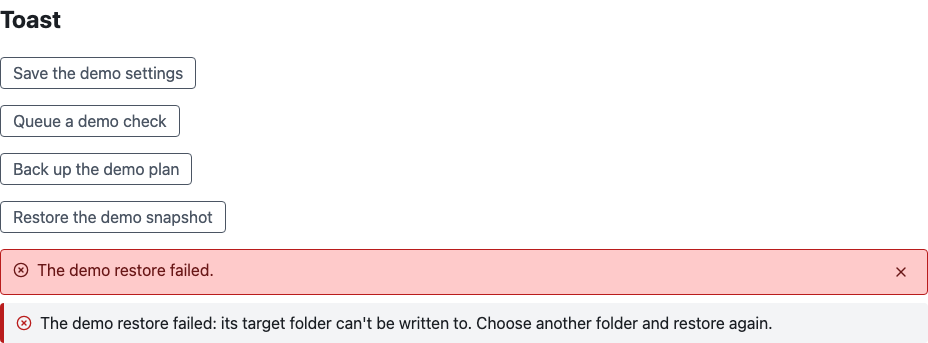 Toast
Save the demo settings
Queue a demo check
Back up the demo plan
Restore the demo snapshot
The demo restore failed.
The demo restore failed: its target folder can't be written to. Choose another folder and restore again.